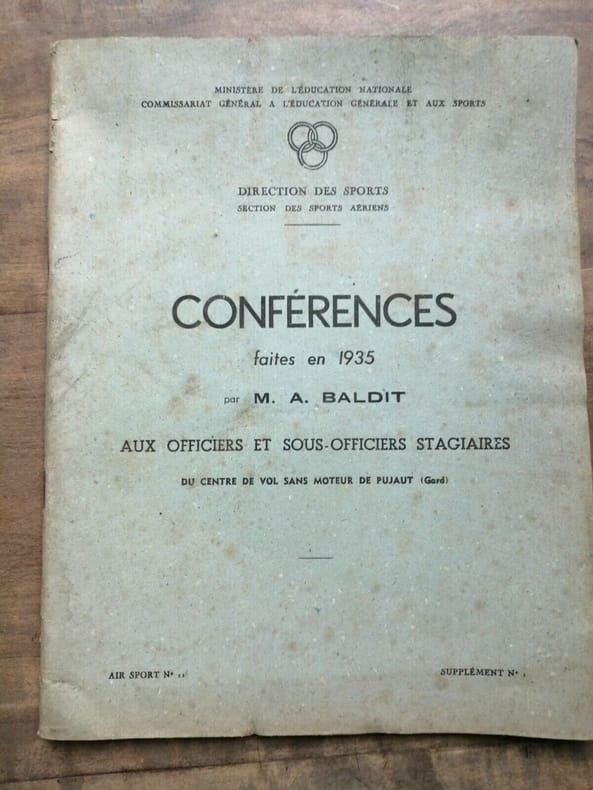 MINISTÈRE DE L'ÉDUCATION NATIONALE
COMMISSARIAT GÉNÉRAL A L'ÉDUCATION GÉNÉRALE ET AUX SPORTS
DIRECTION DES SPORTS
SECTION DES SPORTS AÉRIENS
CONFÉRENCES
faites en 1935
par M. A. BALDIT
AUX OFFICIERS ET SOUS-OFFICIERS STAGIAIRES
DU CENTRE DE VOL SANS MOTEUR DE PUJAUT (Gard)
AIR SPORT N° 11
SUPPLÉMENT N° 1